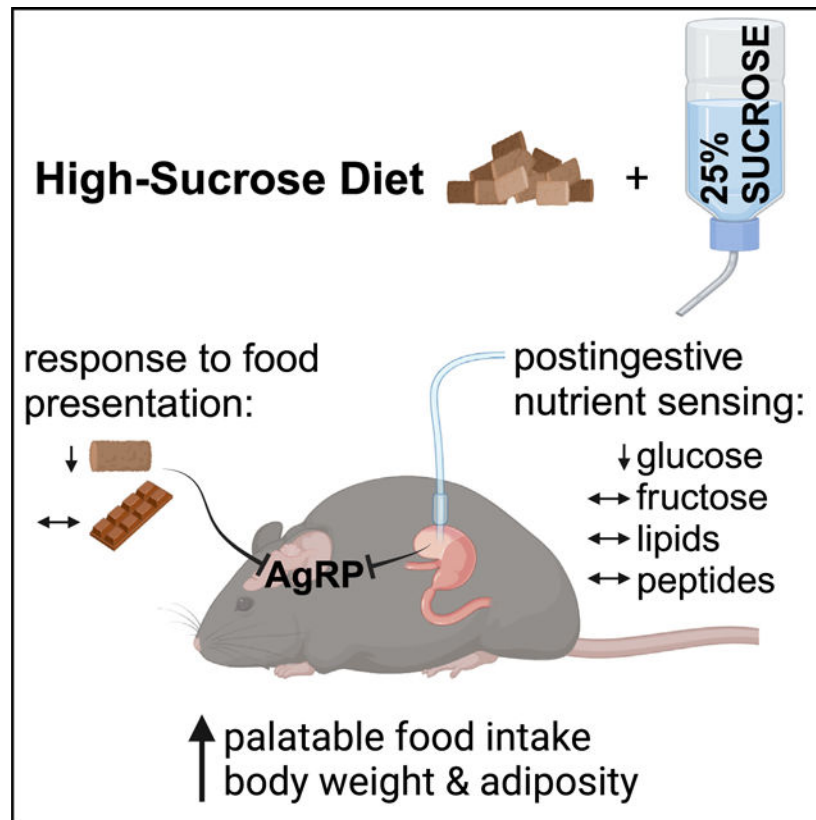 25%
SUCROSE
High-Sucrose Diet +
response to food
presentation:
↓
↔
postingestive
nutrient sensing:
↓ glucose
↔ fructose
↔ lipids
↔ peptides
AgRP
↑ palatable food intake
body weight & adiposity